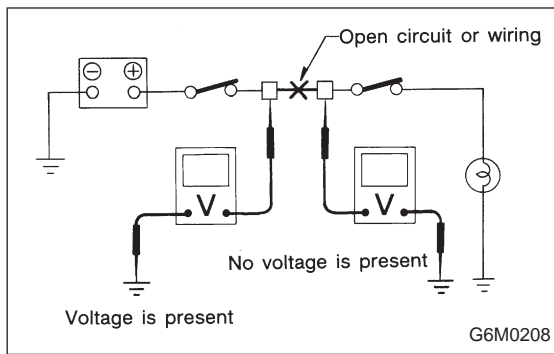 Open circuit or wiring
⊖ ⊕
V
V
No voltage is present
Voltage is present
G6M0208